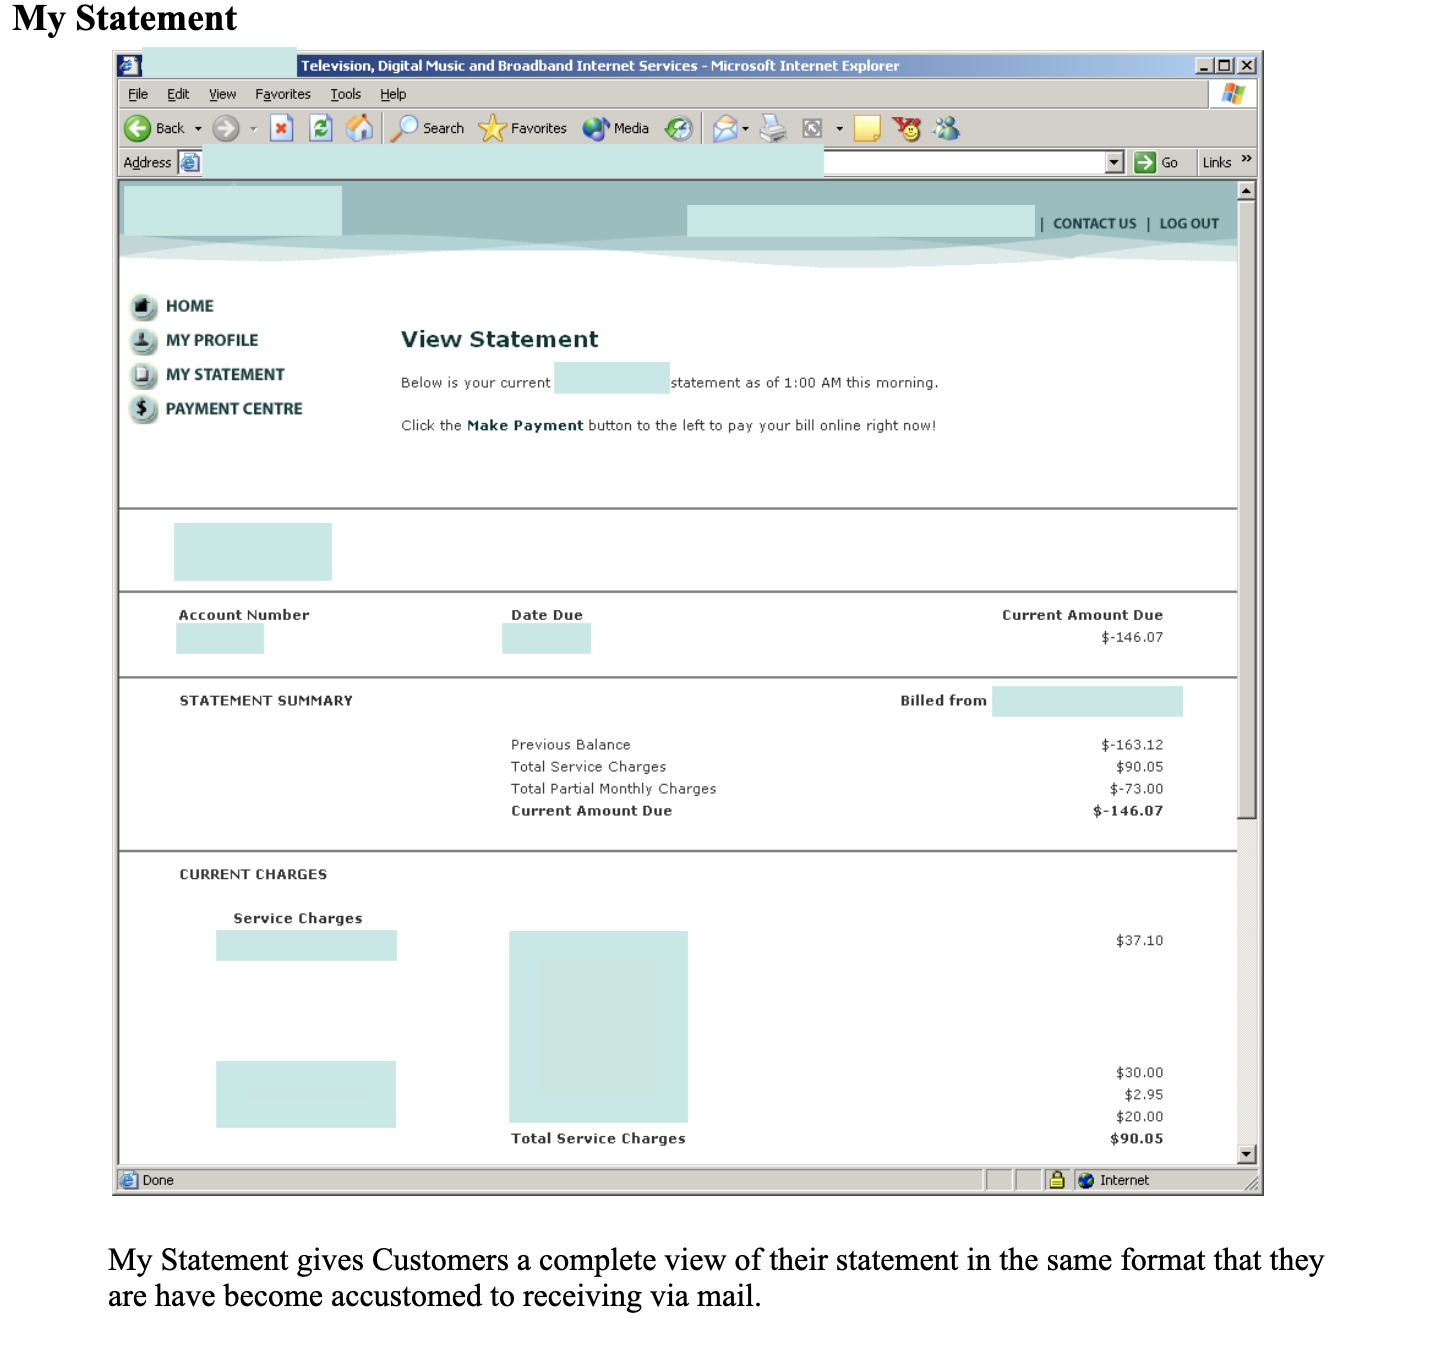 My Statement
Television, Digital Music and Broadband Internet Services - Microsoft Internet Explorer
File Edit View Favorites Tools Help
Back Search Favorites Media
Address Go Links »
| CONTACT US | LOG OUT
HOME
MY PROFILE
MY STATEMENT
PAYMENT CENTRE
View Statement
Below is your current statement as of 1:00 AM this morning.
Click the Make Payment button to the left to pay your bill online right now!
Account Number Date Due Current Amount Due
$-146.07
STATEMENT SUMMARY Billed from
Previous Balance $-163.12
Total Service Charges $90.05
Total Partial Monthly Charges $-73.00
Current Amount Due $-146.07
CURRENT CHARGES
Service Charges
$37.10
$30.00
$2.95
$20.00
Total Service Charges $90.05
Done Internet
My Statement gives Customers a complete view of their statement in the same format that they
are have become accustomed to receiving via mail.